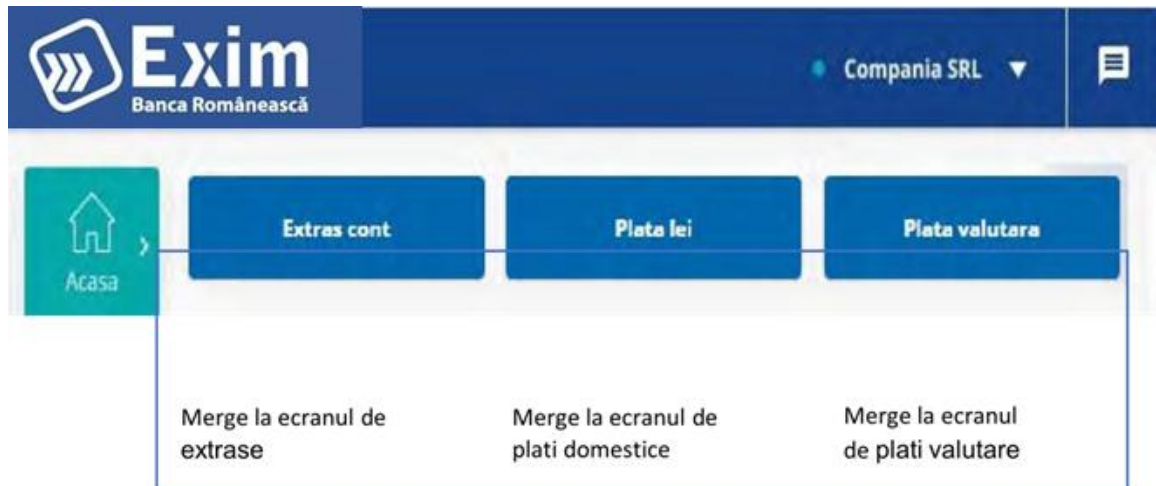 Exim
Banca Românească
Compania SRL
Acasa
Extras cont
Plata lei
Plata valutara
Merge la ecranul de
extrase
Merge la ecranul de
plati domestice
Merge la ecranul
de plati valutare